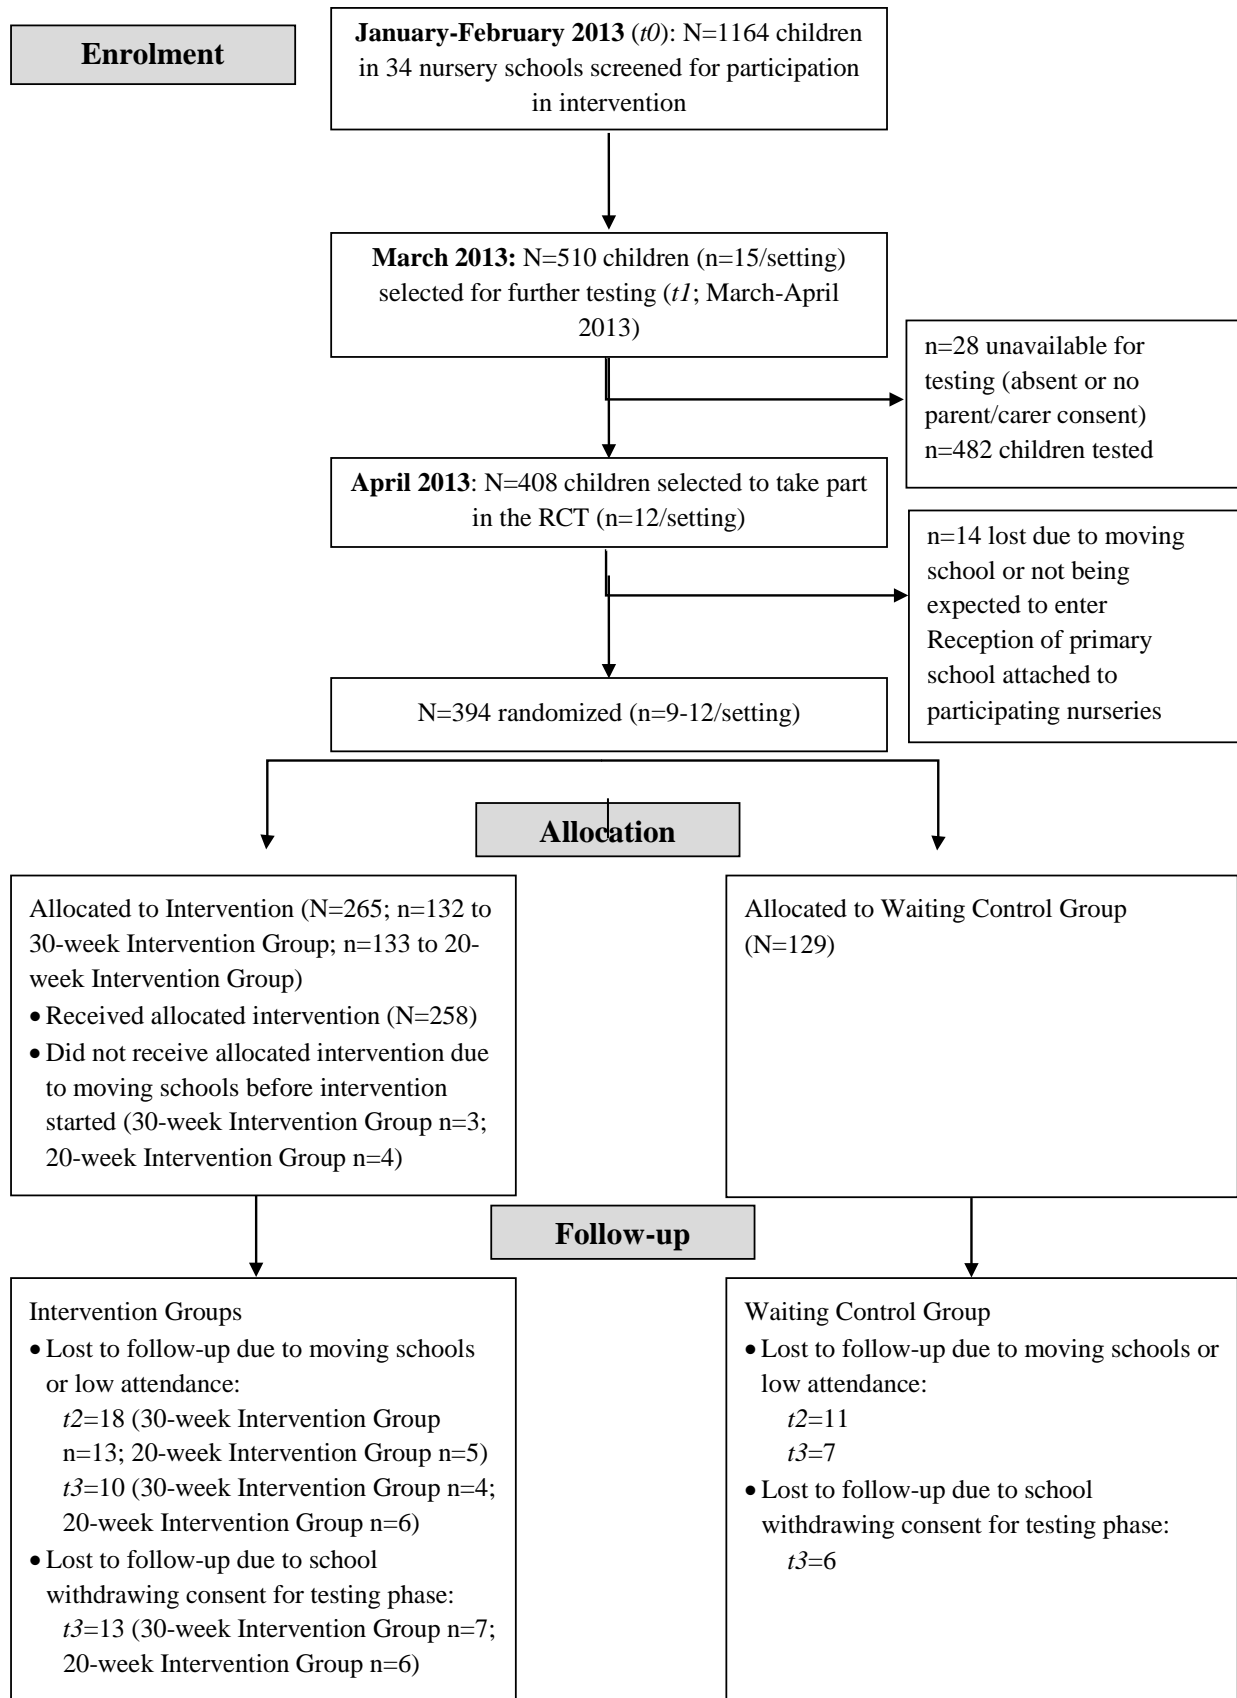 Enrolment
January-February 2013 (t0): N=1164 children
in 34 nursery schools screened for participation
in intervention
March 2013: N=510 children (n=15/setting)
selected for further testing (t1; March-April
2013)
n=28 unavailable for
testing (absent or no
parent/carer consent)
n=482 children tested
April 2013: N=408 children selected to take part
in the RCT (n=12/setting)
n=14 lost due to moving
school or not being
expected to enter
Reception of primary
school attached to
participating nurseries
N=394 randomized (n=9-12/setting)
Allocation
Allocated to Intervention (N=265; n=132 to
30-week Intervention Group; n=133 to 20-
week Intervention Group)
• Received allocated intervention (N=258)
• Did not receive allocated intervention due
to moving schools before intervention
started (30-week Intervention Group n=3;
20-week Intervention Group n=4)
Allocated to Waiting Control Group
(N=129)
Follow-up
Intervention Groups
• Lost to follow-up due to moving schools
or low attendance:
t2=18 (30-week Intervention Group
n=13; 20-week Intervention Group n=5)
t3=10 (30-week Intervention Group n=4;
20-week Intervention Group n=6)
• Lost to follow-up due to school
withdrawing consent for testing phase:
t3=13 (30-week Intervention Group n=7;
20-week Intervention Group n=6)
Waiting Control Group
• Lost to follow-up due to moving schools or
low attendance:
t2=11
t3=7
• Lost to follow-up due to school
withdrawing consent for testing phase:
t3=6